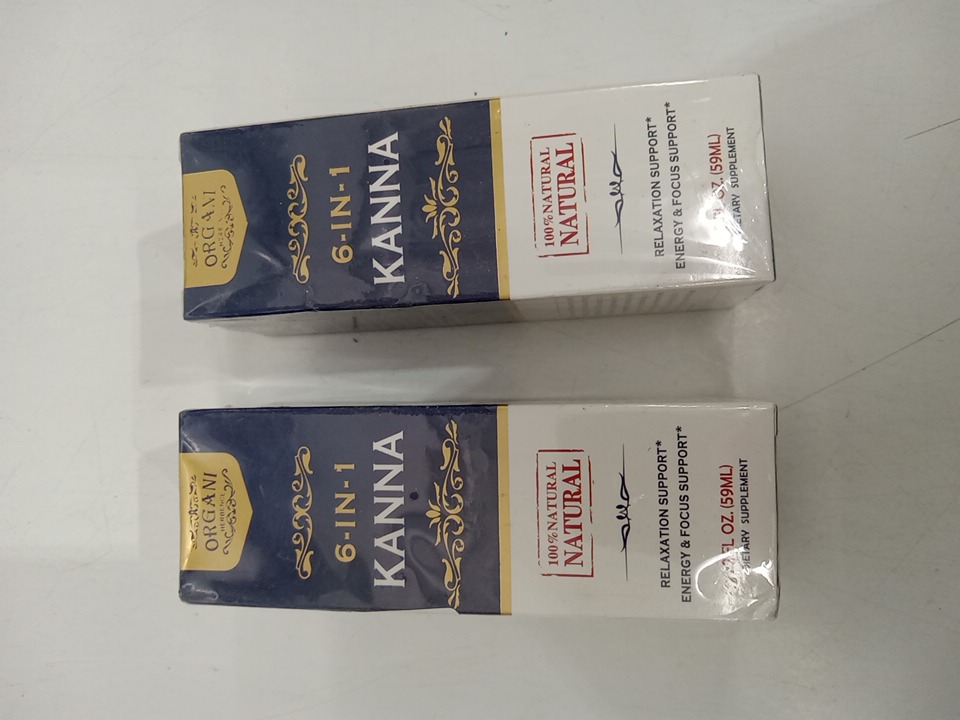 ORGANI
6-IN-1
KANNA
100% NATURAL
NATURAL
RELAXATION SUPPORT*
ENERGY & FOCUS SUPPORT*
OZ. (59ML)
SUPPLEMENT
ORGANI
6-IN-1
KANNA
100% NATURAL
NATURAL
RELAXATION SUPPORT*
ENERGY & FOCUS SUPPORT*
FL OZ. (59ML)
DIETARY SUPPLEMENT